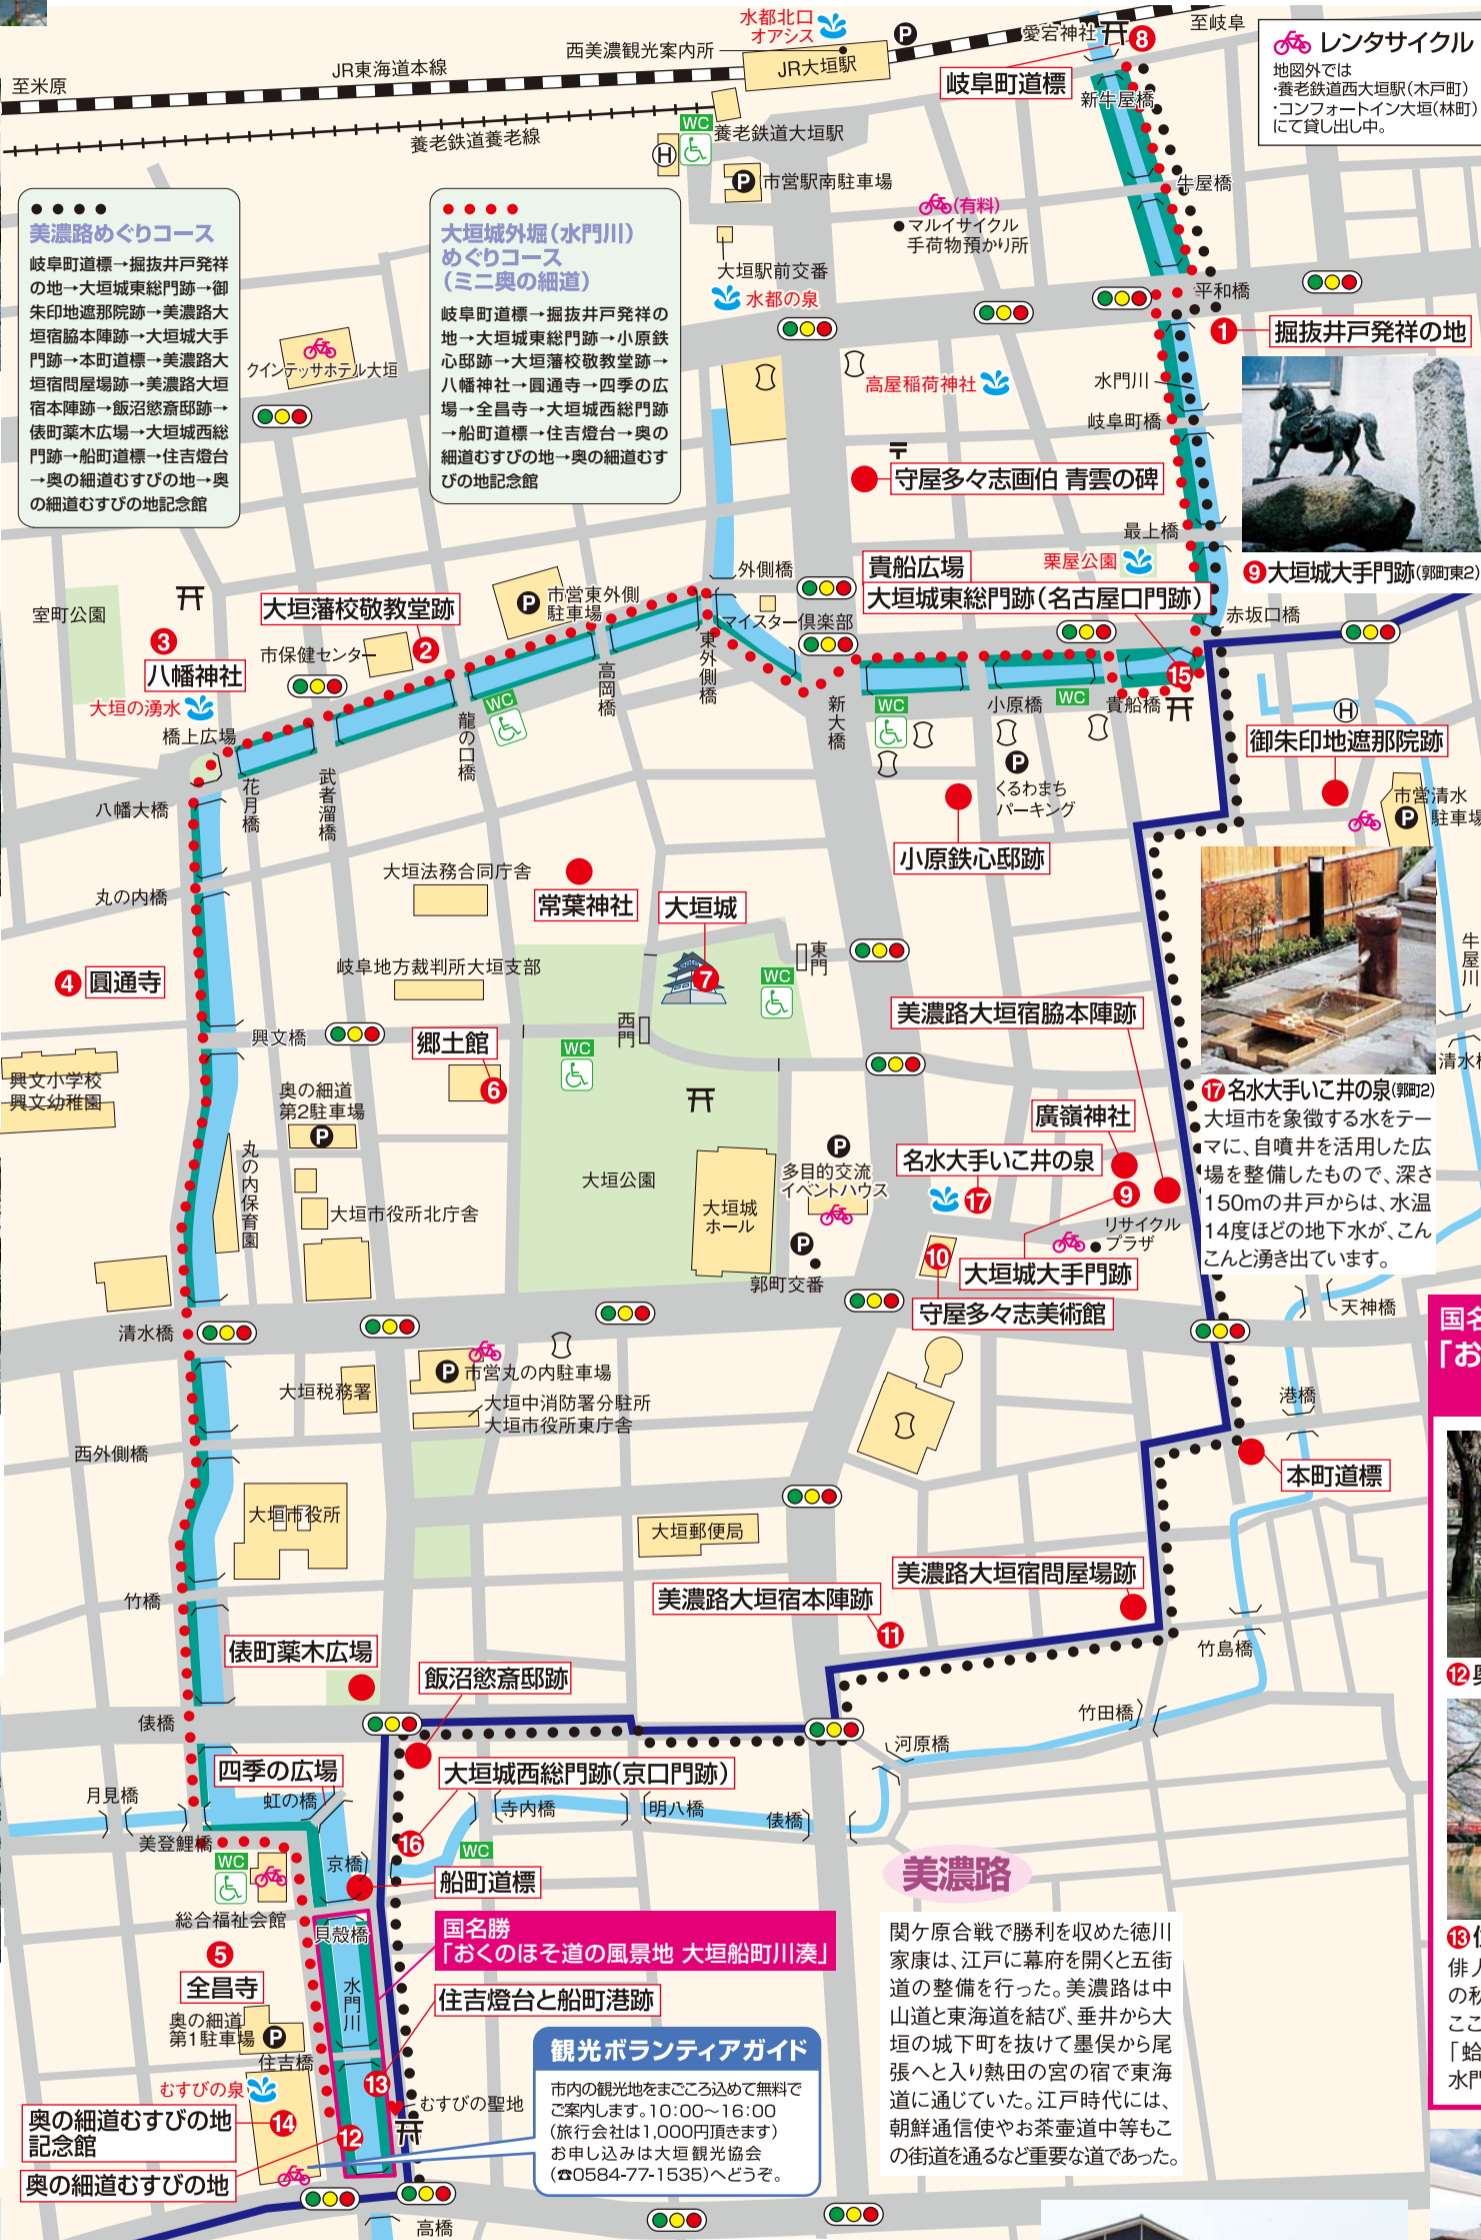 水都北口
オアシス
西美濃観光案内所
JR大垣駅
P
愛宕神社
8
至岐阜
至米原
JR東海道本線
岐阜町道標
新牛屋橋
レンタサイクル
地図外では
・養老鉄道西大垣駅(木戸町)
・コンフォートイン大垣(林町)
にて貸し出し中。
養老鉄道養老線
WC
H
養老鉄道大垣駅
P 市営駅南駐車場
牛屋橋
(有料)
マルイサイクル
手荷物預かり所
大垣駅前交番
水都の泉
平和橋
美濃路めぐりコース
岐阜町道標→掘抜井戸発祥
の地→大垣城東総門跡→御
朱印地遮那院跡→美濃路大
垣宿脇本陣跡→大垣城大手
門跡→本町道標→美濃路大
垣宿問屋場跡→美濃路大垣
宿本陣跡→飯沼慾斎邸跡→
俵町薬木広場→大垣城西総
門跡→船町道標→住吉燈台
→奥の細道むすびの地→奥
の細道むすびの地記念館
大垣城外堀(水門川)
めぐりコース
(ミニ奥の細道)
岐阜町道標→掘抜井戸発祥の
地→大垣城東総門跡→小原鉄
心邸跡→大垣藩校敬教堂跡→
八幡神社→圓通寺→四季の広
場→全昌寺→大垣城西総門跡
→船町道標→住吉燈台→奥の
細道むすびの地→奥の細道むす
びの地記念館
1 掘抜井戸発祥の地
クインテッサホテル大垣
高屋稲荷神社
水門川
岐阜町橋
守屋多々志画伯 青雲の碑
最上橋
9 大垣城大手門跡(郭町東2)
外側橋
貴船広場
栗屋公園
大垣城東総門跡(名古屋口門跡)
赤坂口橋
室町公園
3
八幡神社
大垣の湧水
橋上広場
大垣藩校敬教堂跡
2
市保健センター
P 市営東外側
駐車場
マイスター倶楽部
東外側橋
高岡橋
WC
龍の口橋
新大橋
WC
小原橋
WC
貴船橋
15
H
御朱印地遮那院跡
花月橋
武者溜橋
八幡大橋
P
くるわまち
パーキング
市営清水
P 駐車場
小原鉄心邸跡
丸の内橋
大垣法務合同庁舎
常葉神社
大垣城
7
東門
WC
牛屋川
4 圓通寺
岐阜地方裁判所大垣支部
西門
美濃路大垣宿脇本陣跡
興文橋
郷土館
6
WC
清水
興文小学校
興文幼稚園
奥の細道
第2駐車場
P
17 名水大手いこ井の泉(郭町2)
大垣市を象徴する水をテー
マに、自噴井を活用した広
場を整備したもので、深さ
150mの井戸からは、水温
14度ほどの地下水が、こん
こんと湧き出ています。
廣嶺神社
丸の内保育園
大垣公園
大垣城
ホール
P
多目的交流
イベントハウス
名水大手いこ井の泉
17
9
大垣市役所北庁舎
リサイクル
プラザ
P
郭町交番
10
大垣城大手門跡
守屋多々志美術館
天神橋
国名
「お
清水橋
P 市営丸の内駐車場
大垣税務署
大垣中消防署分駐所
大垣市役所東庁舎
港橋
西外側橋
本町道標
大垣市役所
大垣郵便局
竹橋
美濃路大垣宿問屋場跡
美濃路大垣宿本陣跡
11
竹島橋
俵町薬木広場
飯沼慾斎邸跡
12
俵橋
竹田橋
河原橋
四季の広場
大垣城西総門跡(京口門跡)
月見橋
虹の橋
寺内橋
明八橋
俵橋
美登鯉橋
16
WC
京橋
WC
船町道標
美濃路
総合福祉会館
貝殻橋
国名勝
「おくのほそ道の風景地 大垣船町川湊」
関ケ原合戦で勝利を収めた徳川
家康は、江戸に幕府を開くと五街
道の整備を行った。美濃路は中
山道と東海道を結び、垂井から大
垣の城下町を抜けて墨俣から尾
張へと入り熱田の宮の宿で東海
道に通じていた。江戸時代には、
朝鮮通信使やお茶壷道中等もこ
の街道を通るなど重要な道であった。
13
俳人
の秋
ここ
「蛤
水門
5
全昌寺
水門川
住吉燈台と船町港跡
奥の細道
第1駐車場 P
住吉橋
むすびの泉
13
むすびの聖地
奥の細道むすびの地
記念館
14
12
奥の細道むすびの地
観光ボランティアガイド
市内の観光地をまごころ込めて無料で
ご案内します。10:00〜16:00
(旅行会社は1,000円頂きます)
お申し込みは大垣観光協会
(☎0584-77-1535)へどうぞ。
高橋